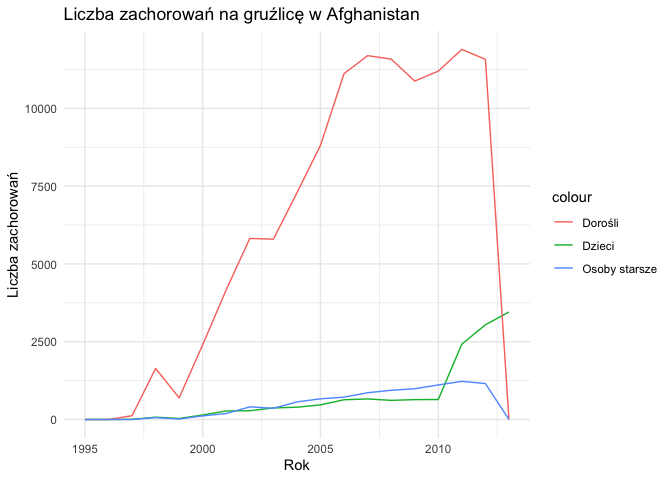 Liczba zachorowań na gruźlicę w Afghanistan
Liczba zachorowań
10000
7500
5000
2500
0
1995
2000
2005
2010
Rok
colour
Dorośli
Dzieci
Osoby starsze